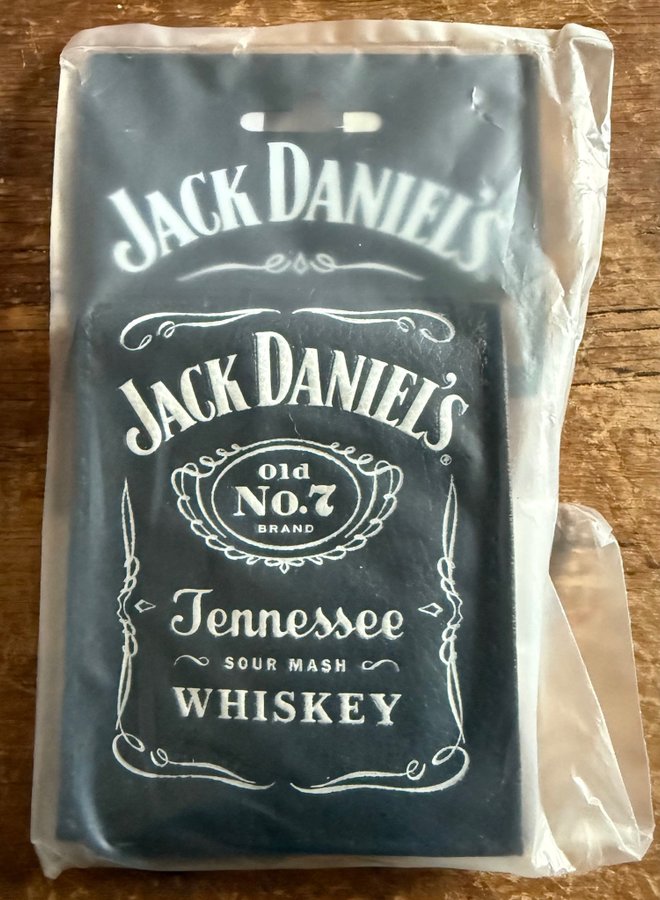 JACK DANIEL'S
JACK DANIEL'S
®
Old
No.7
BRAND
Tennessee
SOUR MASH
WHISKEY